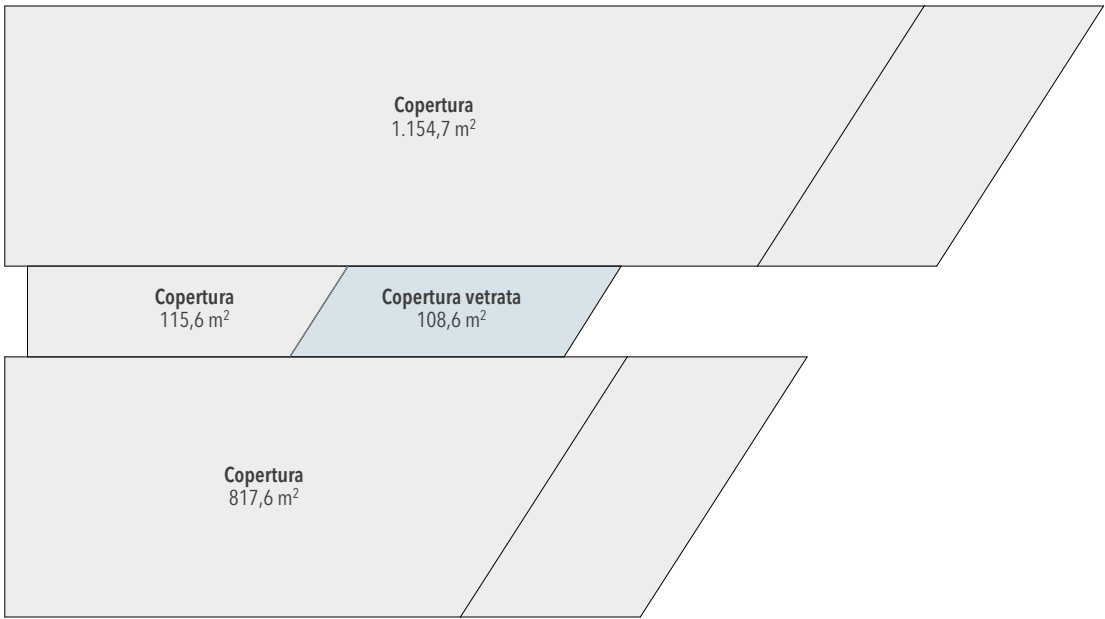 Copertura
1.154,7 m²
Copertura
115,6 m²
Copertura vetrata
108,6 m²
Copertura
817,6 m²